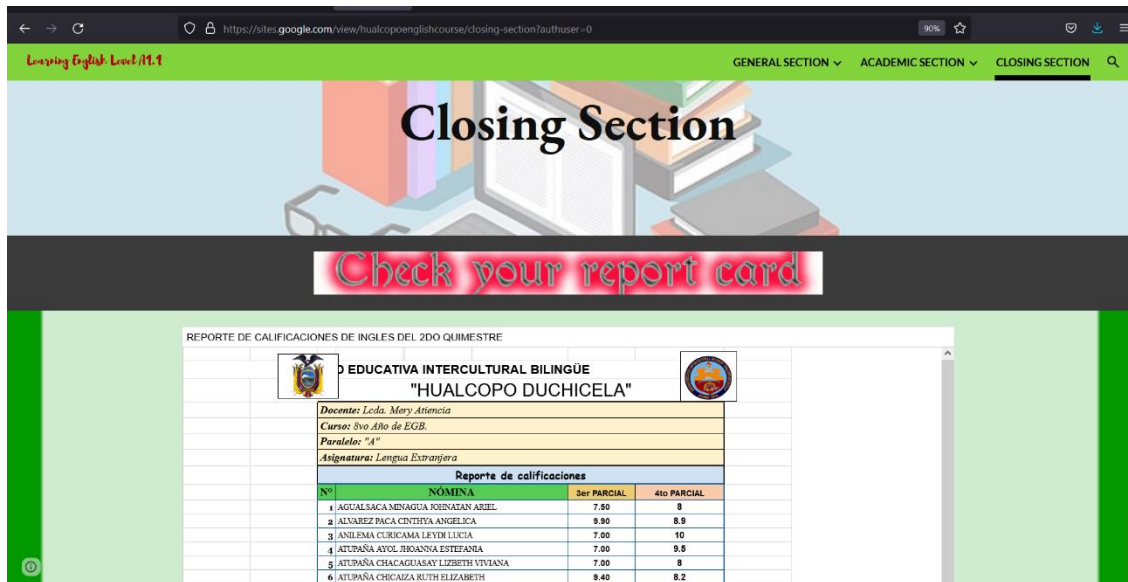 https://sites.google.com/view/hualcopoenglishcourse/closing-section?authuser=0 90%
Learning English Level A1.1 GENERAL SECTION ACADEMIC SECTION CLOSING SECTION
Closing Section
Check your report card
REPORTE DE CALIFICACIONES DE INGLES DEL 2DO QUIMESTRE
D EDUCATIVA INTERCULTURAL BILINGÜE
"HUALCOPO DUCHICELA"
Docente: Lcda. Mery Atiencia
Curso: 8vo Año de EGB.
Paralelo: "A"
Asignatura: Lengua Extranjera
Reporte de calificaciones
Nº NÓMINA 3er PARCIAL 4to PARCIAL
1 AGUALSACA MINAGUA JOHNATAN ARIEL 7.50 8
2 ALVAREZ PACA CINTHYA ANGELICA 9.90 8.9
3 ANILEMA CURICAMA LEYDI LUCIA 7.00 10
4 ATUPAÑA AYOL JHOANNA ESTEFANIA 7.00 9.5
5 ATUPAÑA CHACAGUASAY LIZBETH VIVIANA 7.00 8
6 ATUPAÑA CHICAIZA RUTH ELIZABETH 9.40 8.2